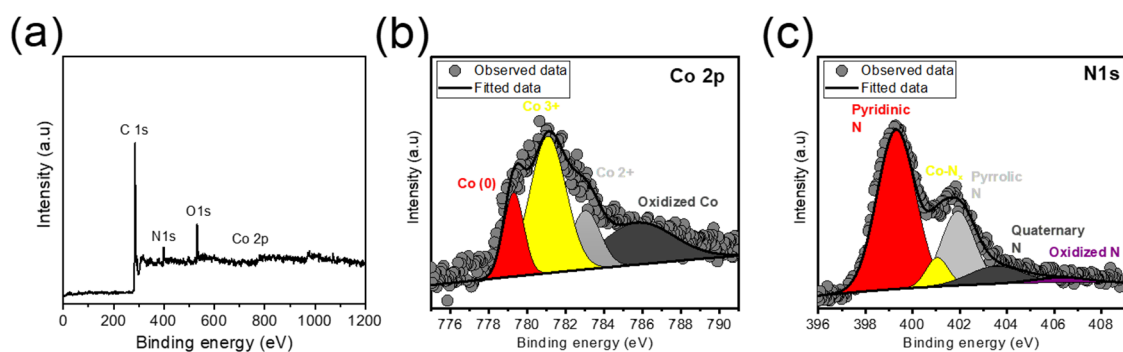 (a)
Intensity (a.u)
C 1s
N1s
O1s
Co 2p
0 200 400 600 800 1000 1200
Binding energy (eV)
(b)
Intensity (a.u)
Observed data
Fitted data
Co 2p
Co 3+
Co (0)
Co 2+
Oxidized Co
776 778 780 782 784 786 788 790
Binding energy (eV)
(c)
Intensity (a.u)
Observed data
Fitted data
N1s
Pyridinic
N
Co-Nx
Pyrrolic
N
Quaternary
N
Oxidized N
396 398 400 402 404 406 408
Binding energy (eV)